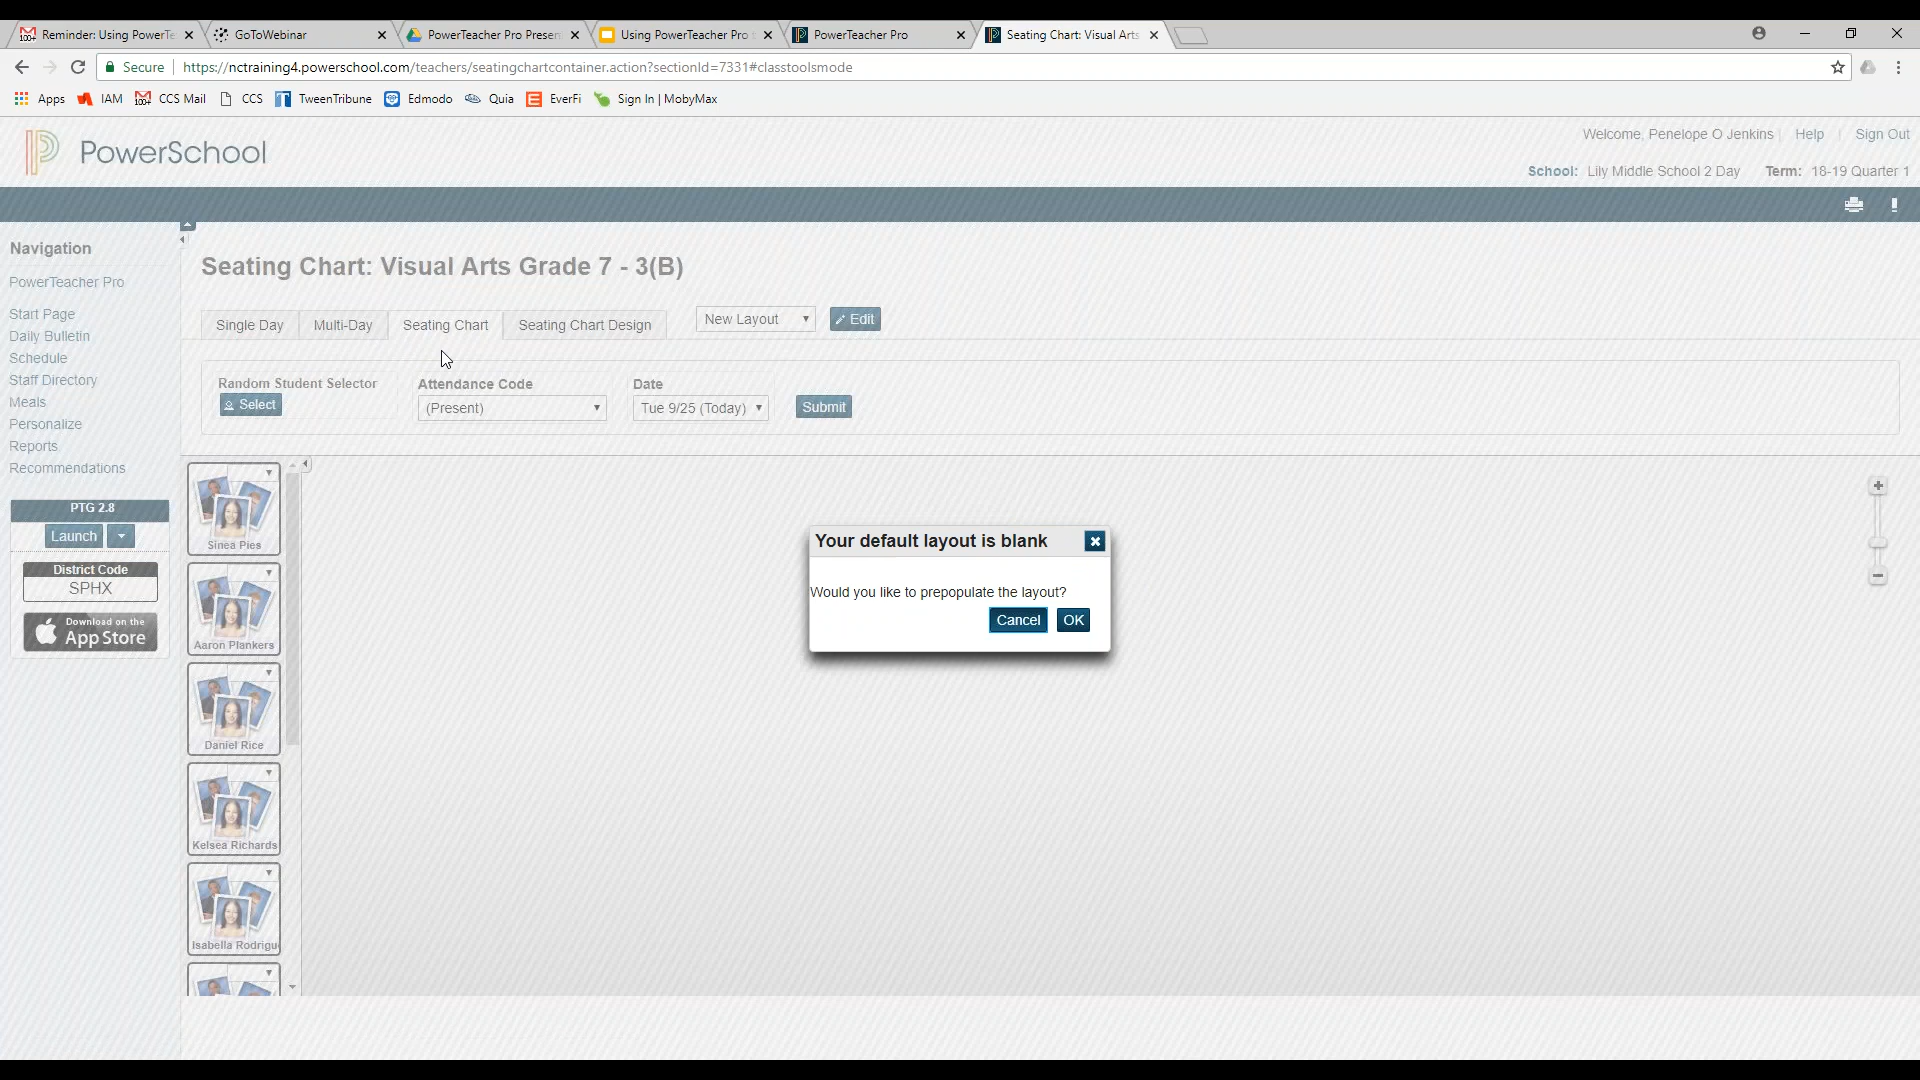 Reminder: Using PowerTe
GoToWebinar
PowerTeacher Pro Presen
Using PowerTeacher Pro
PowerTeacher Pro
Seating Chart: Visual Arts
Secure
https://nctraining4.powerschool.com/teachers/seatingchartcontainer.action?sectionId=7331#classtoolsmode
Apps
IAM
CCS Mail
CCS
TweenTribune
Edmodo
Quia
EverFi
Sign In | MobyMax
PowerSchool
Welcome, Penelope O Jenkins
Help
Sign Out
School: Lily Middle School 2 Day
Term: 18-19 Quarter 1
Navigation
PowerTeacher Pro
Start Page
Daily Bulletin
Schedule
Staff Directory
Meals
Personalize
Reports
Recommendations
PTG 2.8
Launch
District Code
SPHX
Download on the
App Store
Seating Chart: Visual Arts Grade 7 - 3(B)
Single Day
Multi-Day
Seating Chart
Seating Chart Design
New Layout
Edit
Random Student Selector
Select
Attendance Code
(Present)
Date
Tue 9/25 (Today)
Submit
Sinea Pies
Aaron Plankers
Daniel Rice
Kelsea Richards
Isabella Rodrigu
Your default layout is blank
Would you like to prepopulate the layout?
Cancel
OK